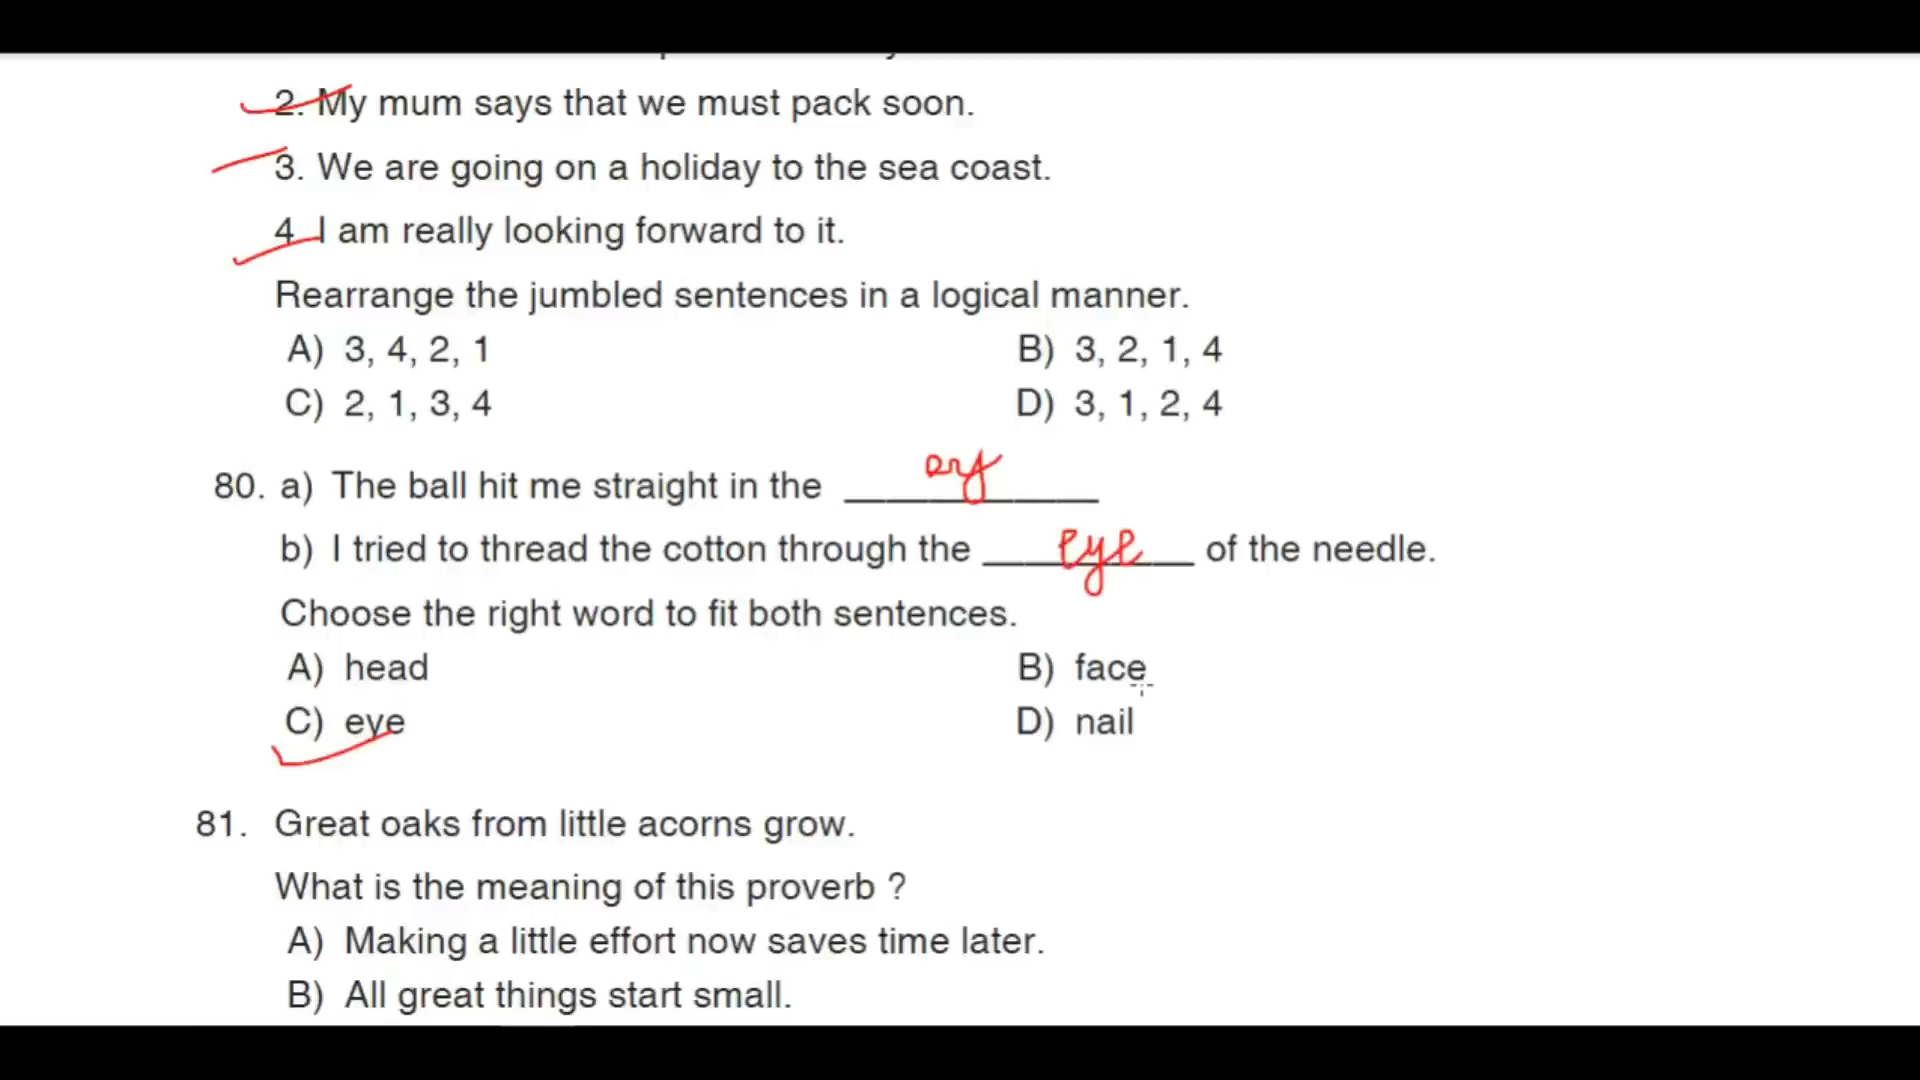 2. My mum says that we must pack soon.
3. We are going on a holiday to the sea coast.
4 I am really looking forward to it.
Rearrange the jumbled sentences in a logical manner.
A) 3, 4, 2, 1 B) 3, 2, 1, 4
C) 2, 1, 3, 4 D) 3, 1, 2, 4
80. a) The ball hit me straight in the ____________
b) I tried to thread the cotton through the eye of the needle.
Choose the right word to fit both sentences.
A) head B) face
C) eye D) nail
81. Great oaks from little acorns grow.
What is the meaning of this proverb ?
A) Making a little effort now saves time later.
B) All great things start small.